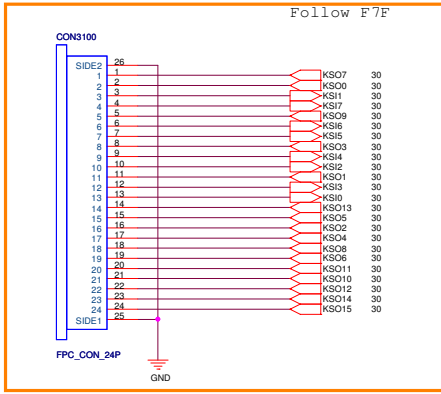 Follow F7F
CON3100
SIDE2 26
1 1 KSO7 30
2 2 KSO0 30
3 3 KSI1 30
4 4 KSI7 30
5 5 KSO9 30
6 6 KSI6 30
7 7 KSI5 30
8 8 KSO3 30
9 9 KSI4 30
10 10 KSI2 30
11 11 KSO1 30
12 12 KSI3 30
13 13 KSI0 30
14 14 KSO13 30
15 15 KSO5 30
16 16 KSO2 30
17 17 KSO4 30
18 18 KSO8 30
19 19 KSO6 30
20 20 KSO11 30
21 21 KSO10 30
22 22 KSO12 30
23 23 KSO14 30
24 24 KSO15 30
SIDE1 25
FPC_CON_24P
GND